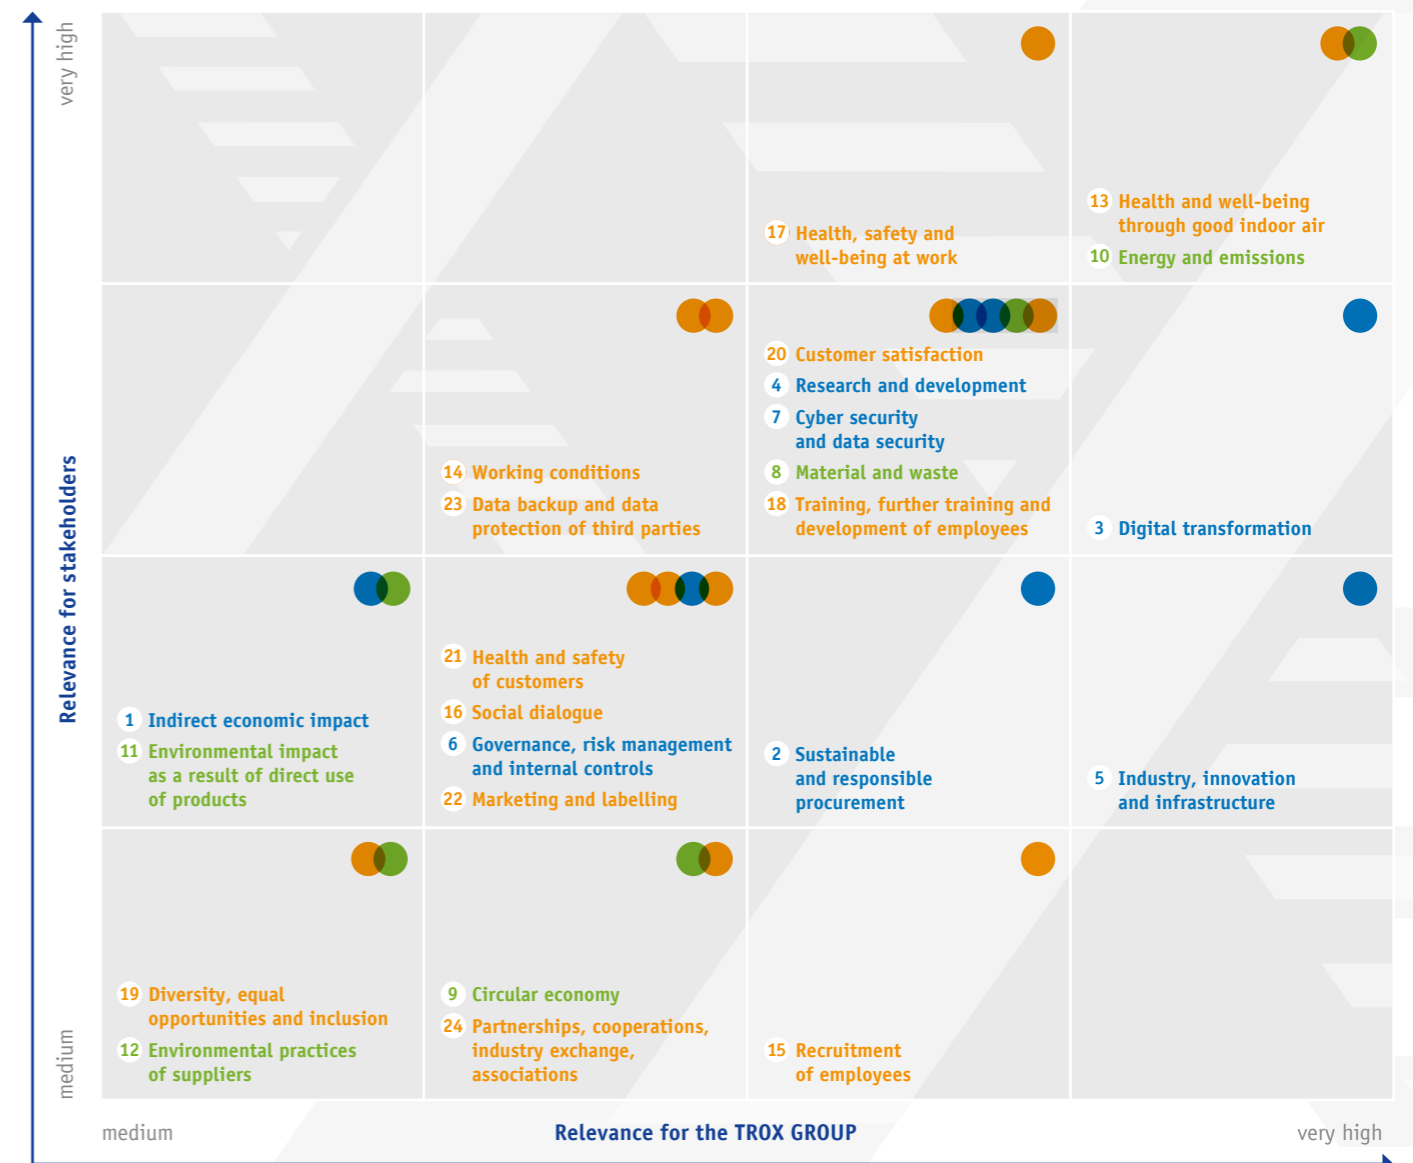 very high
17 Health, safety and
well-being at work
13 Health and well-being
through good indoor air
10 Energy and emissions
Relevance for stakeholders
14 Working conditions
23 Data backup and data
protection of third parties
20 Customer satisfaction
4 Research and development
7 Cyber security
and data security
8 Material and waste
18 Training, further training and
development of employees
3 Digital transformation
1 Indirect economic impact
11 Environmental impact
as a result of direct use
of products
21 Health and safety
of customers
16 Social dialogue
6 Governance, risk management
and internal controls
22 Marketing and labelling
2 Sustainable
and responsible
procurement
5 Industry, innovation
and infrastructure
19 Diversity, equal
opportunities and inclusion
12 Environmental practices
of suppliers
9 Circular economy
24 Partnerships, cooperations,
industry exchange,
associations
15 Recruitment
of employees
medium
medium
Relevance for the TROX GROUP
very high